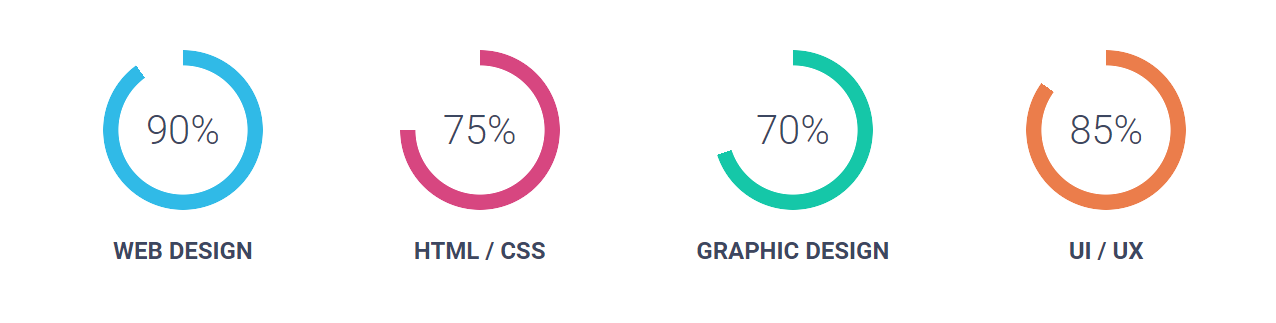 90%
75%
70%
85%
WEB DESIGN
HTML / CSS
GRAPHIC DESIGN
UI / UX